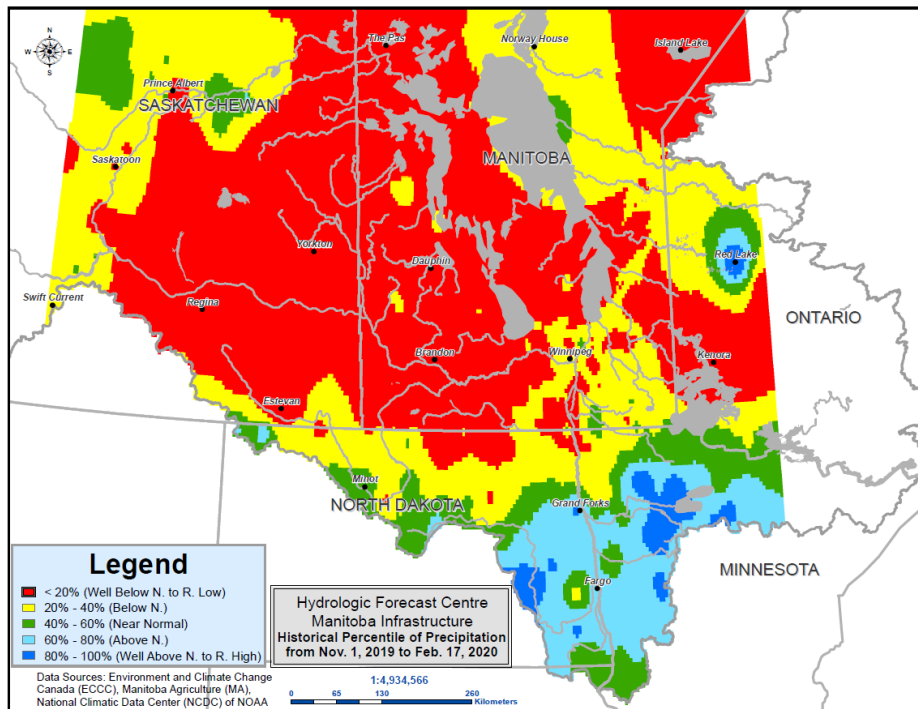 N
W E
S
The Pas
Norway House
Island Lake
Prince Albert
SASKATCHEWAN
Saskatoon
MANITOBA
Yorkton
Dauphin
Red Lake
Swift Current
Regina
ONTARIO
Brandon
Winnipeg
Kenora
Estevan
Minot
NORTH DAKOTA
Grand Forks
MINNESOTA
Fargo
Legend
< 20% (Well Below N. to R. Low)
20% - 40% (Below N.)
40% - 60% (Near Normal)
60% - 80% (Above N.)
80% - 100% (Well Above N. to R. High)
Data Sources: Environment and Climate Change
Canada (ECCC), Manitoba Agriculture (MA),
National Climatic Data Center (NCDC) of NOAA
Hydrologic Forecast Centre
Manitoba Infrastructure
Historical Percentile of Precipitation
from Nov. 1, 2019 to Feb. 17, 2020
1:4,934,566
0 65 130 260
Kilometers